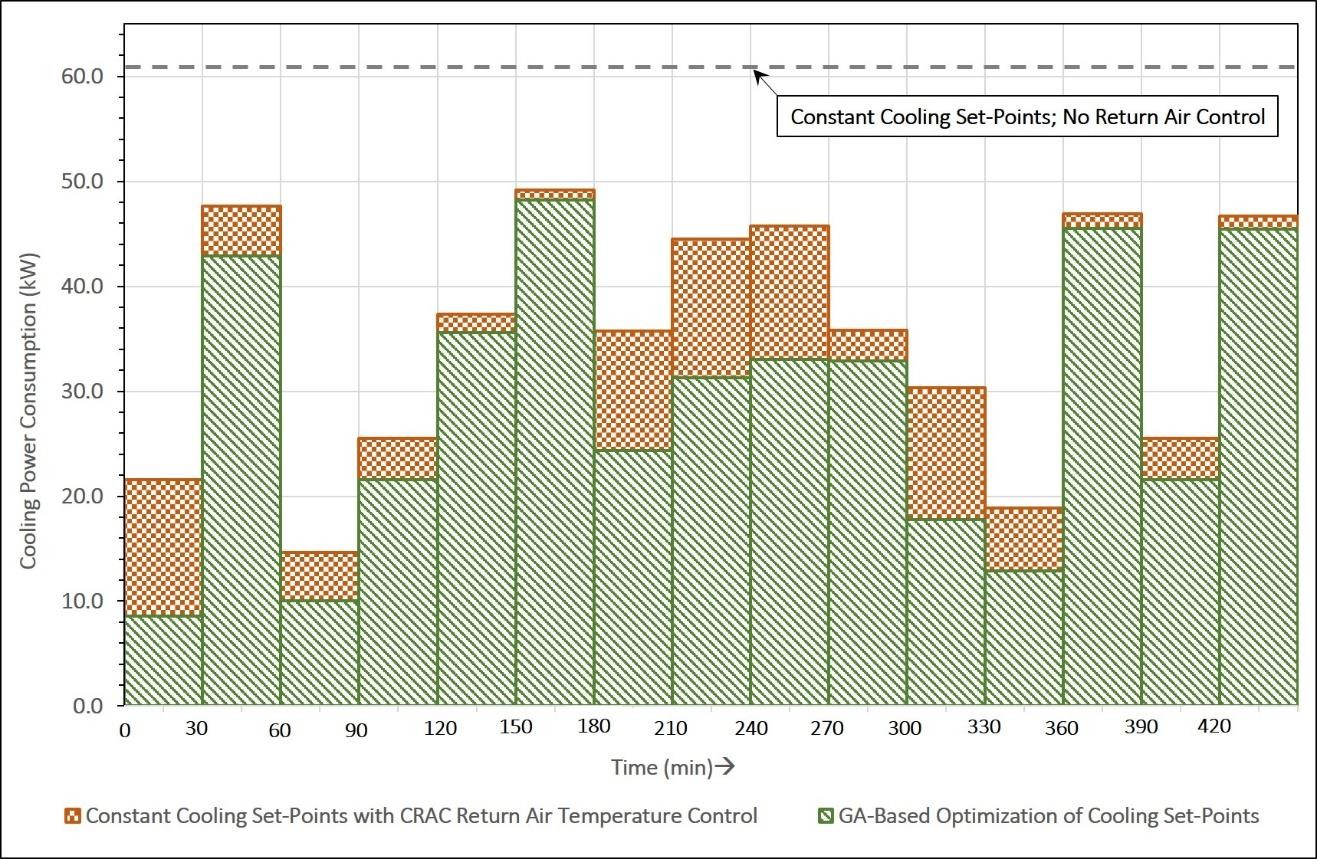 60.0
Constant Cooling Set-Points; No Return Air Control
50.0
40.0
30.0
20.0
10.0
0.0
Cooling Power Consumption (kW)
0 30 60 90 120 150 180 210 240 270 300 330 360 390 420
Time (min)→
Constant Cooling Set-Points with CRAC Return Air Temperature Control
GA-Based Optimization of Cooling Set-Points